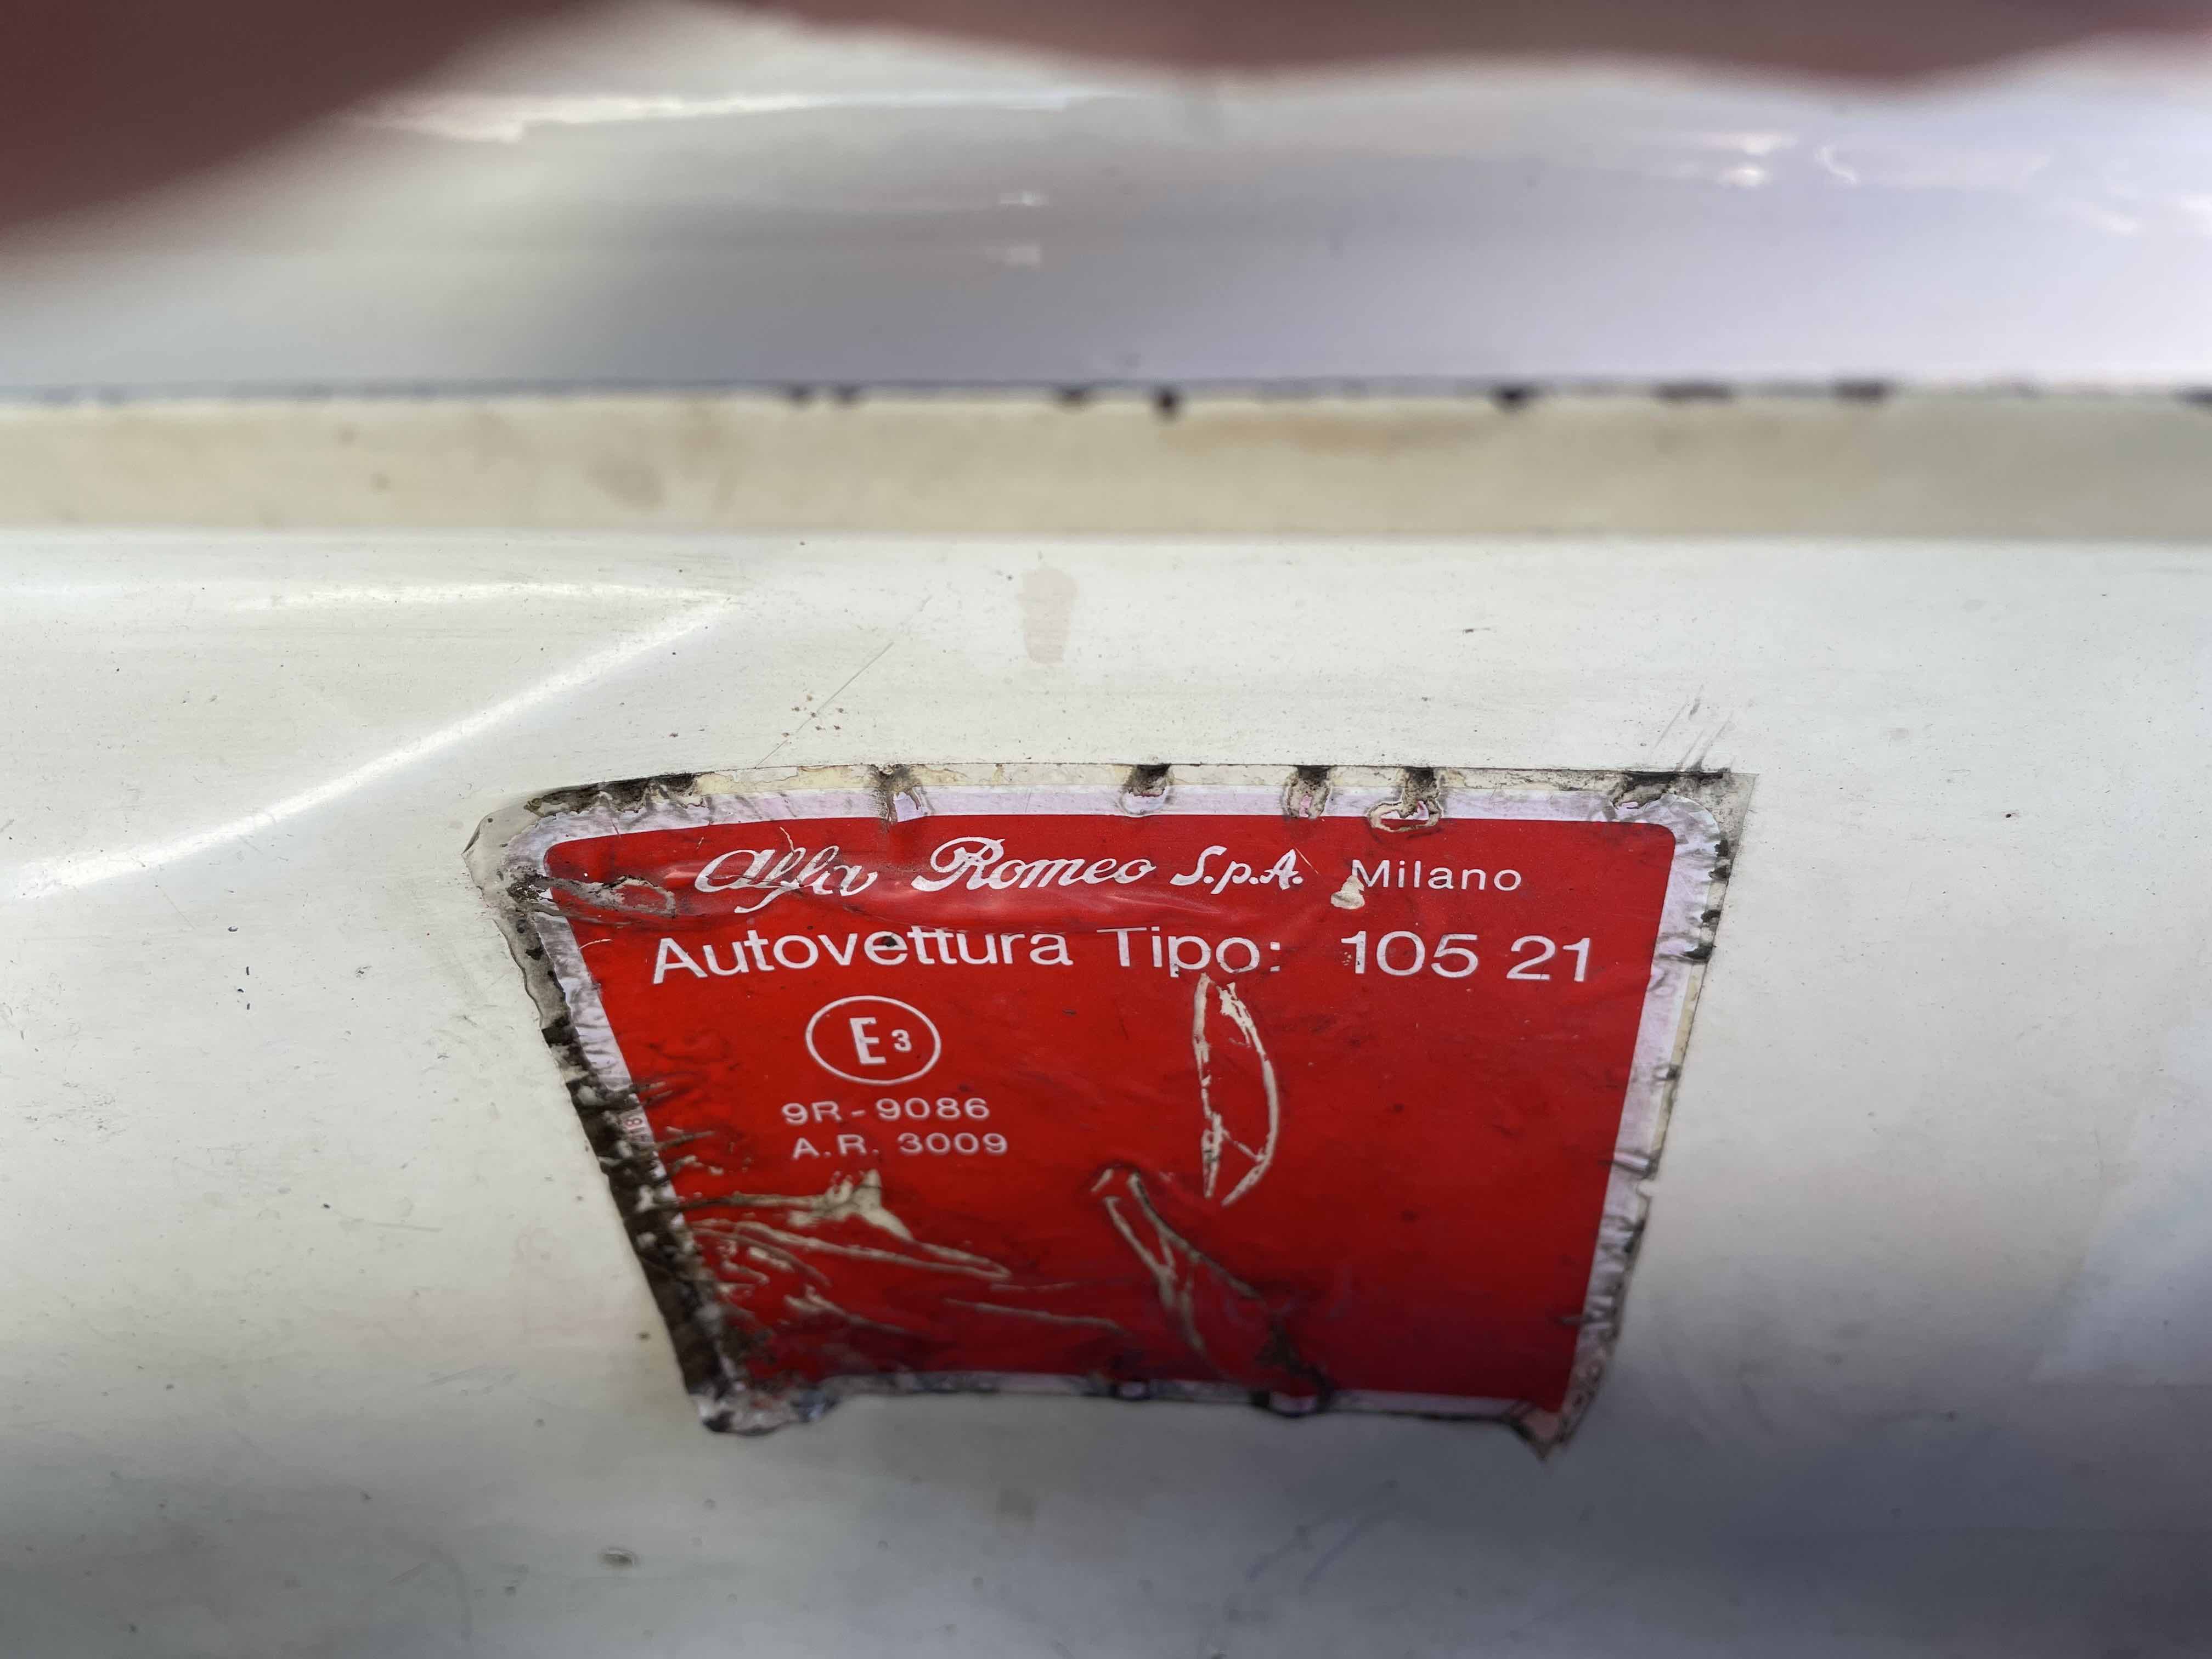 Alfa Romeo S.p.A. Milano
Autovettura Tipo: 105 21
E3
9R-9086
A.R. 3009